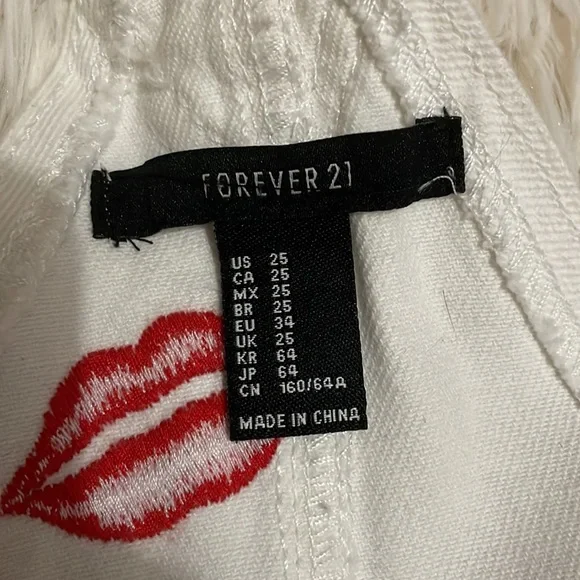 FOREVER 21
US 25
CA 25
MX 25
BR 25
EU 34
UK 25
KR 64
JP 64
CN 160/64A
MADE IN CHINA